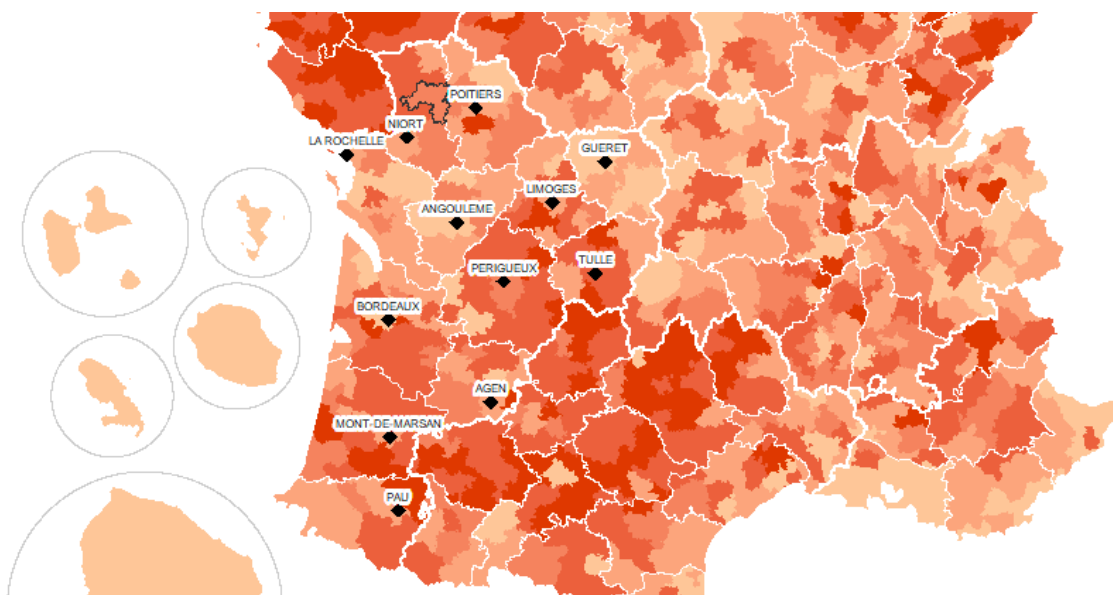 POITIERS
NIORT
LA ROCHELLE
GUERET
LIMOGES
ANGOULEME
TULLE
PERIGUEUX
BORDEAUX
AGEN
MONT-DE-MARSAN
PAU